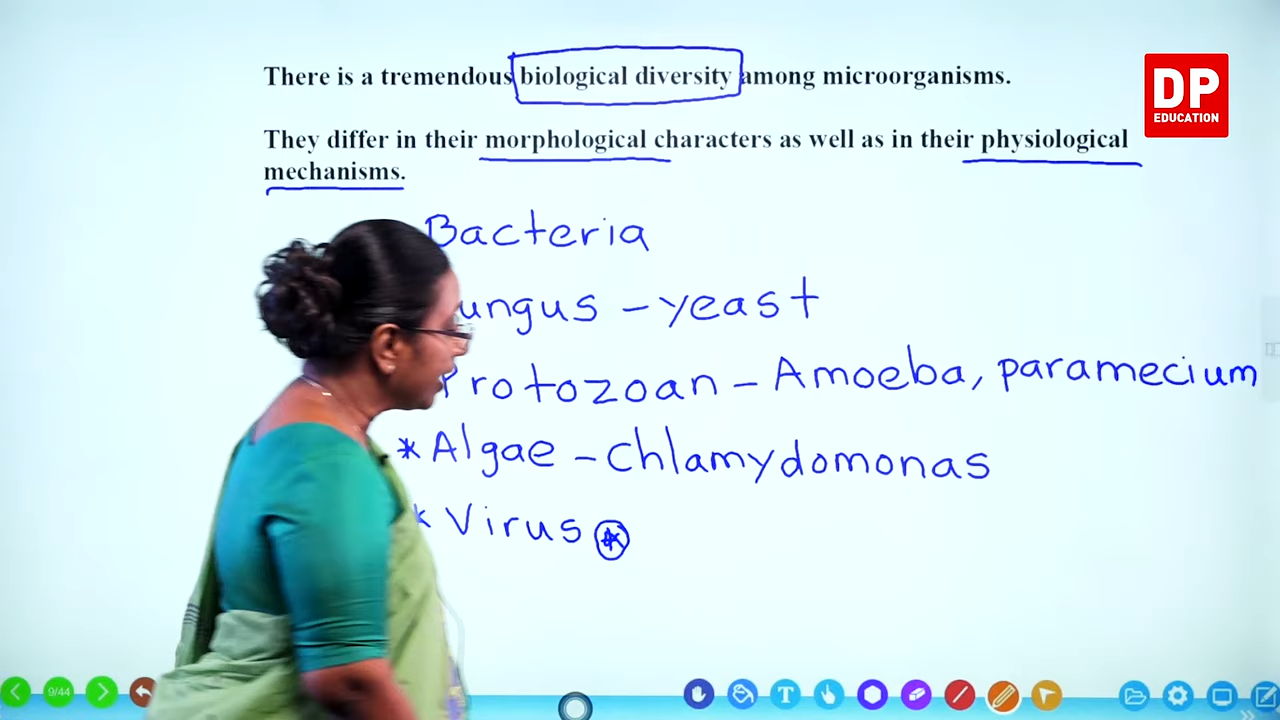 There is a tremendous biological diversity among microorganisms.
DP
EDUCATION
They differ in their morphological characters as well as in their physiological
mechanisms.
Bacteria
ungus - yeast
Protozoan - Amoeba, paramecium
* Algae - Chlamydomonas
* Virus *
9/44
T